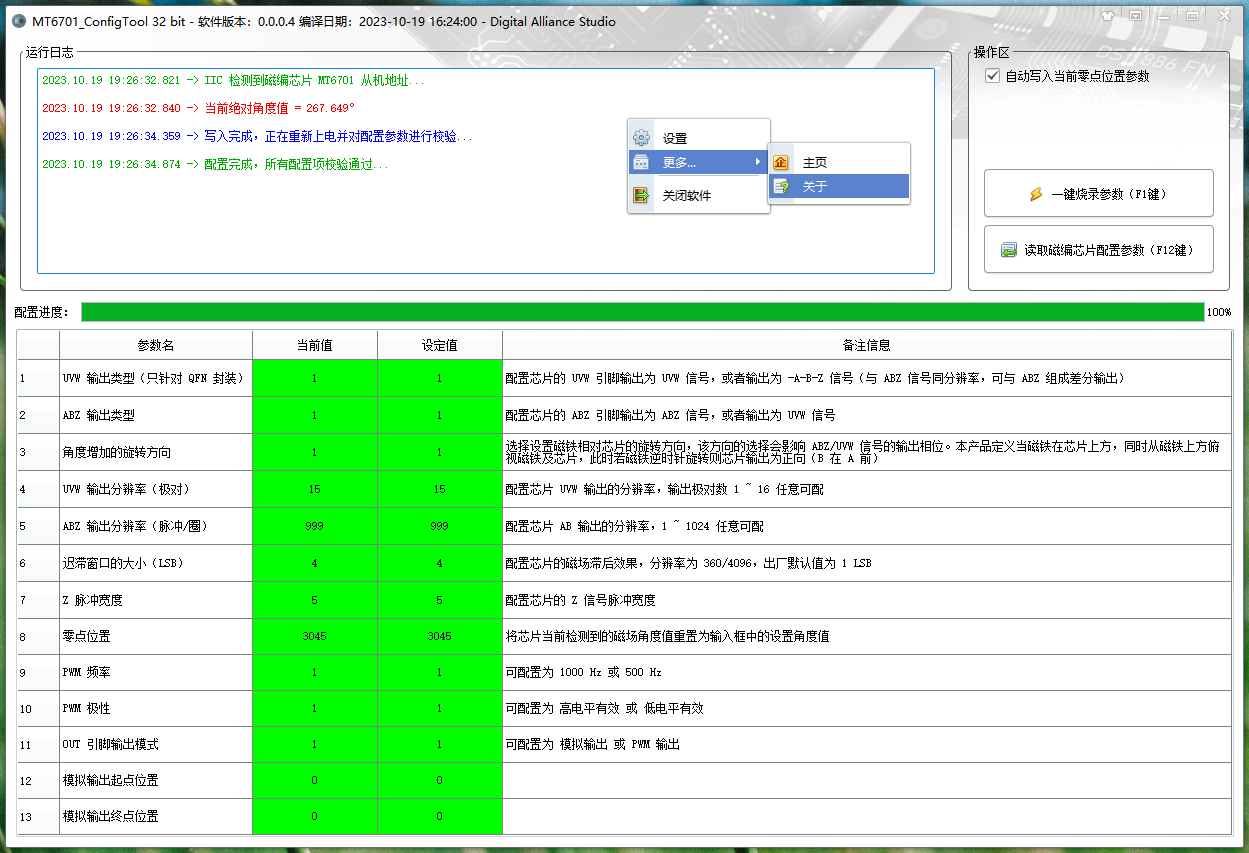 MT6701_ConfigTool 32 bit - 软件版本：0.0.0.4 编译日期：2023-10-19 16:24:00 - Digital Alliance Studio
运行日志
2023.10.19 19:26:32.821 -> IIC 检测到磁编芯片 MT6701 从机地址...
2023.10.19 19:26:32.840 -> 当前绝对角度值 = 267.649°
2023.10.19 19:26:34.359 -> 写入完成，正在重新上电并对配置参数进行校验...
2023.10.19 19:26:34.874 -> 配置完成，所有配置项校验通过...
设置
更多...
关闭软件
主页
关于
操作区
自动写入当前零点位置参数
一键烧录参数（F1键）
读取磁编芯片配置参数（F12键）
配置进度：
100%
参数名 当前值 设定值 备注信息
1 UVW 输出类型（只针对 QFN 封装） 1 1 配置芯片的 UVW 引脚输出为 UVW 信号，或者输出为 -A-B-Z 信号（与 ABZ 信号同分辨率，可与 ABZ 组成差分输出）
2 ABZ 输出类型 1 1 配置芯片的 ABZ 引脚输出为 ABZ 信号，或者输出为 UVW 信号
3 角度增加的旋转方向 1 1 选择设置磁铁相对芯片的旋转方向，该方向的选择会影响 ABZ/UVW 信号的输出相位。本产品定义当磁铁在芯片上方，同时从磁铁上方俯
视磁铁及芯片，此时若磁铁逆时针旋转则芯片输出为正向（B 在 A 前）
4 UVW 输出分辨率（极对） 15 15 配置芯片 UVW 输出的分辨率，输出极对数 1 ~ 16 任意可配
5 ABZ 输出分辨率（脉冲/圈） 999 999 配置芯片 AB 输出的分辨率，1 ~ 1024 任意可配
6 迟滞窗口的大小（LSB） 4 4 配置芯片的磁场滞后效果，分辨率为 360/4096，出厂默认值为 1 LSB
7 Z 脉冲宽度 5 5 配置芯片的 Z 信号脉冲宽度
8 零点位置 3045 3045 将芯片当前检测到的磁场角度值重置为输入框中的设置角度值
9 PWM 频率 1 1 可配置为 1000 Hz 或 500 Hz
10 PWM 极性 1 1 可配置为 高电平有效 或 低电平有效
11 OUT 引脚输出模式 1 1 可配置为 模拟输出 或 PWM 输出
12 模拟输出起点位置 0 0
13 模拟输出终点位置 0 0